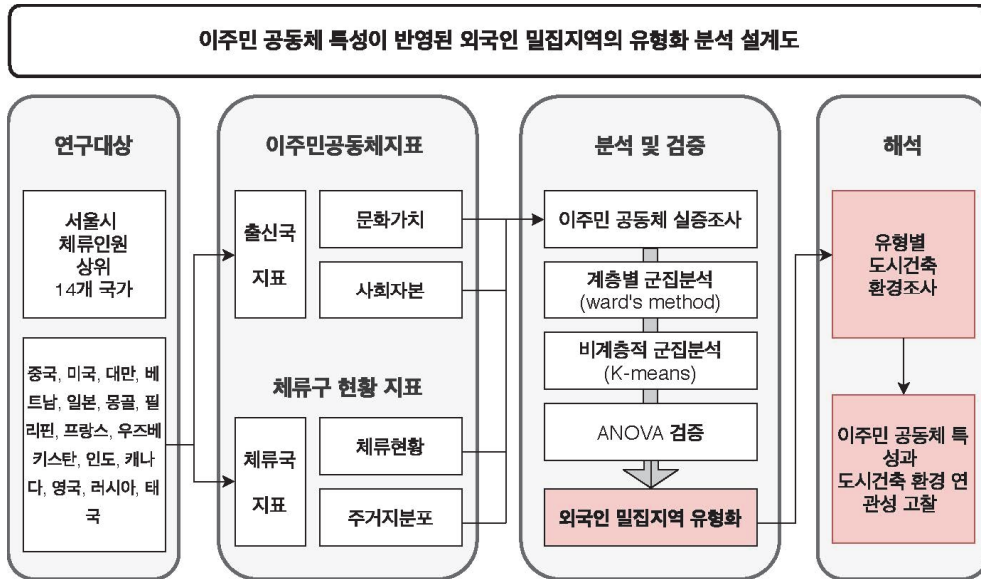 이주민 공동체 특성이 반영된 외국인 밀집지역의 유형화 분석 설계도
연구대상
서울시
체류인원
상위
14개 국가
중국, 미국, 대만, 베
트남, 일본, 몽골, 필
리핀, 프랑스, 우즈베
키스탄, 인도, 캐나
다, 영국, 러시아, 태
국
이주민공동체지표
출신국
지표
문화가치
사회자본
체류구 현황 지표
체류국
지표
체류현황
주거지분포
분석 및 검증
이주민 공동체 실증조사
계층별 군집분석
(ward's method)
비계층적 군집분석
(K-means)
ANOVA 검증
외국인 밀집지역 유형화
해석
유형별
도시건축
환경조사
이주민 공동체 특
성과
도시건축 환경 연
관성 고찰